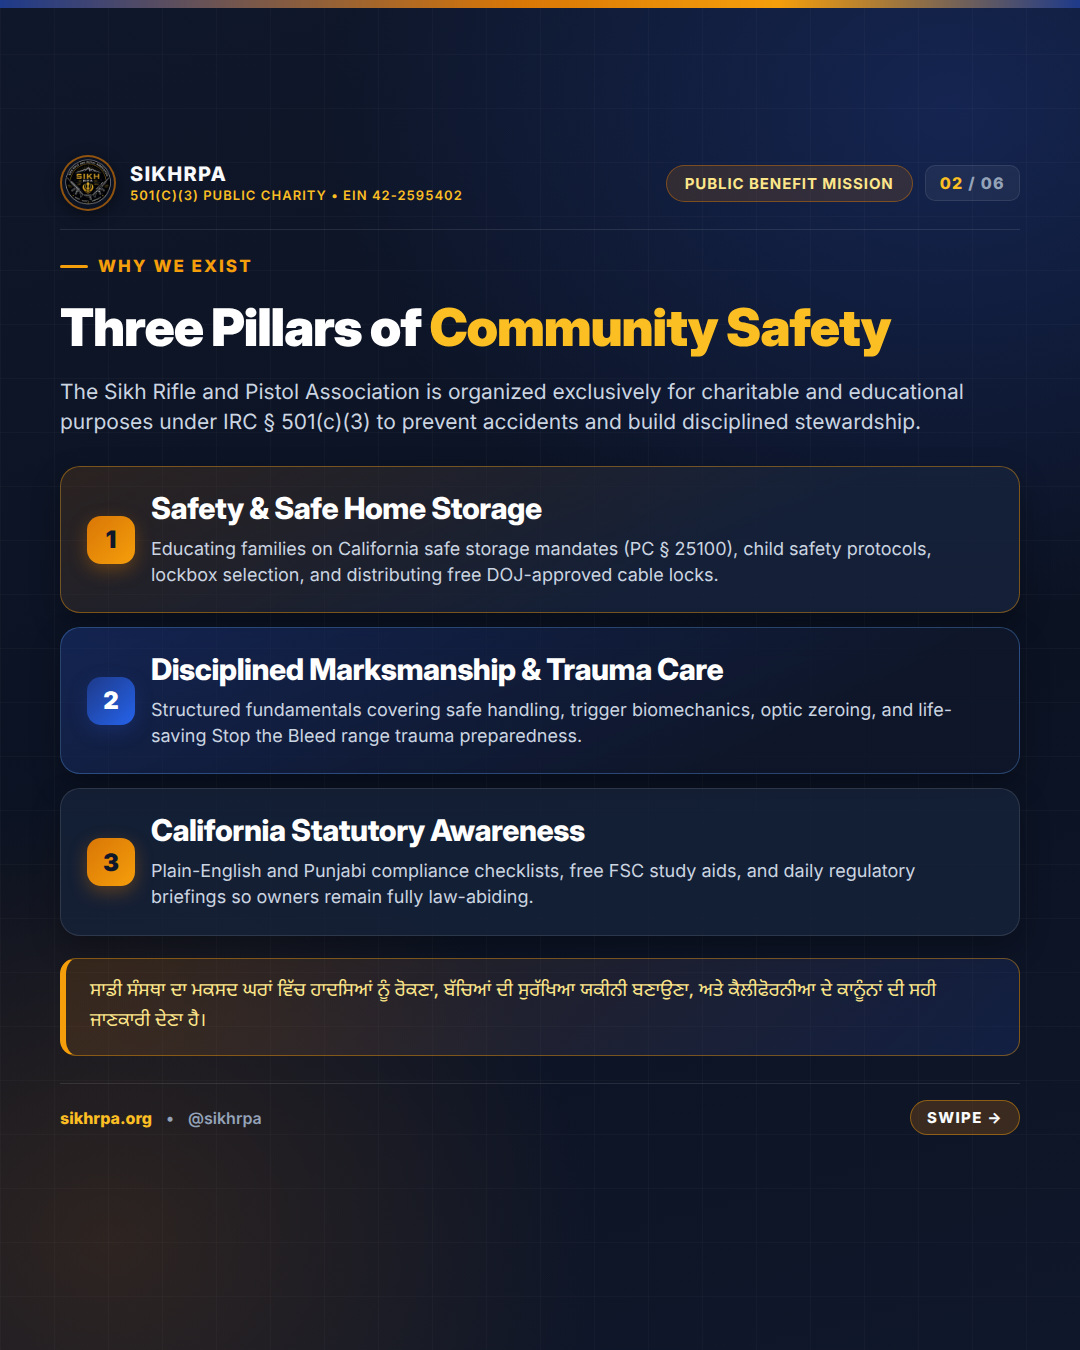 SIKH
SIKHRPA
501(C)(3) PUBLIC CHARITY • EIN 42-2595402
PUBLIC BENEFIT MISSION
02 / 06
WHY WE EXIST
Three Pillars of Community Safety
The Sikh Rifle and Pistol Association is organized exclusively for charitable and educational
purposes under IRC § 501(c)(3) to prevent accidents and build disciplined stewardship.
1
Safety & Safe Home Storage
Educating families on California safe storage mandates (PC § 25100), child safety protocols,
lockbox selection, and distributing free DOJ-approved cable locks.
2
Disciplined Marksmanship & Trauma Care
Structured fundamentals covering safe handling, trigger biomechanics, optic zeroing, and life-
saving Stop the Bleed range trauma preparedness.
3
California Statutory Awareness
Plain-English and Punjabi compliance checklists, free FSC study aids, and daily regulatory
briefings so owners remain fully law-abiding.
ਸਾਡੀ ਸੰਸਥਾ ਦਾ ਮਕਸਦ ਘਰਾਂ ਵਿੱਚ ਹਾਦਸਿਆਂ ਨੂੰ ਰੋਕਣਾ, ਬੱਚਿਆਂ ਦੀ ਸੁਰੱਖਿਆ ਯਕੀਨੀ ਬਣਾਉਣਾ, ਅਤੇ ਕੈਲੀਫੋਰਨੀਆ ਦੇ ਕਾਨੂੰਨਾਂ ਦੀ ਸਹੀ
ਜਾਣਕਾਰੀ ਦੇਣਾ ਹੈ।
sikhrpa.org • @sikhrpa
SWIPE →